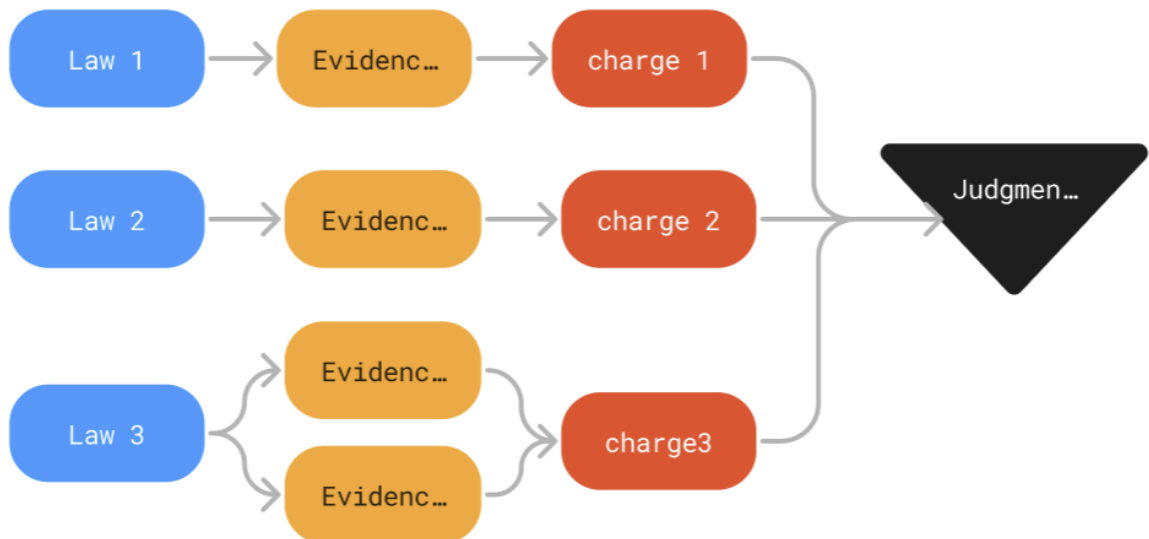 Law 1
Evidenc…
charge 1
Judgmen…
Law 2
Evidenc…
charge 2
Evidenc…
Law 3
charge3
Evidenc…